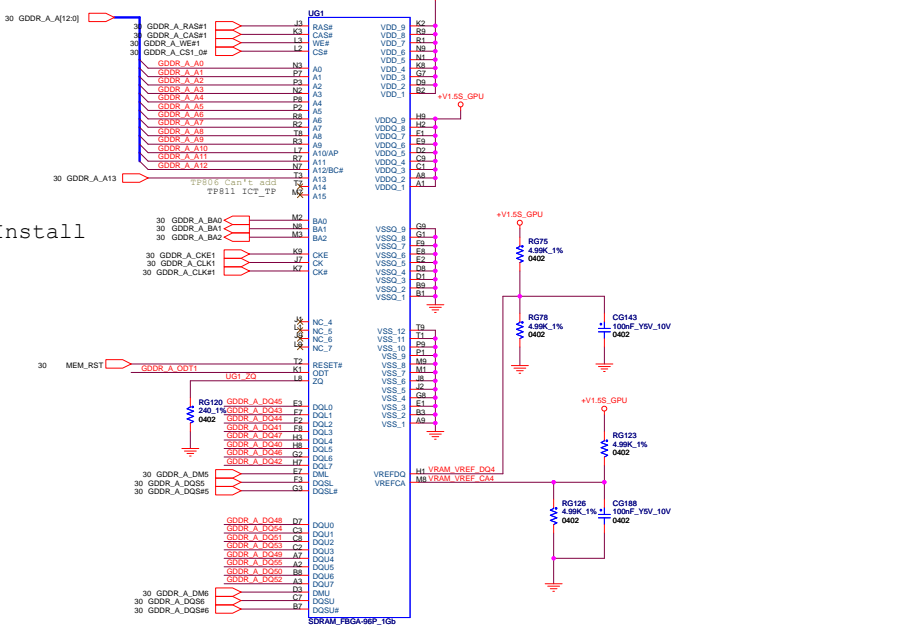 30 GDDR_A_A[12:0]
Install
UG1
30 GDDR_A_RAS#1 J3 RAS#
30 GDDR_A_CAS#1 K3 CAS#
30 GDDR_A_WE#1 L3 WE#
30 GDDR_A_CS1_0# L2 CS#
GDDR_A_A0 N3 A0
GDDR_A_A1 P7 A1
GDDR_A_A2 P3 A2
GDDR_A_A3 N2 A3
GDDR_A_A4 P8 A4
GDDR_A_A5 P2 A5
GDDR_A_A6 R8 A6
GDDR_A_A7 R2 A7
GDDR_A_A8 T8 A8
GDDR_A_A9 R3 A9
GDDR_A_A10 L7 A10/AP
GDDR_A_A11 R7 A11
GDDR_A_A12 N7 A12/BC#
30 GDDR_A_A13 T3 A13
TP806 Can't add T7 A14
TP811 ICT_TP M7 A15
30 GDDR_A_BA0 M2 BA0
30 GDDR_A_BA1 N8 BA1
30 GDDR_A_BA2 M3 BA2
30 GDDR_A_CKE1 K9 CKE
30 GDDR_A_CLK1 J7 CK
30 GDDR_A_CLK#1 K7 CK#
NC_4
NC_5
NC_6
NC_7
30 MEM_RST T2 RESET#
GDDR_A_ODT1 K1 ODT
UG1_ZQ L8 ZQ
RG120
240_1%
0402
GDDR_A_DQ45 E3 DQL0
GDDR_A_DQ43 F7 DQL1
GDDR_A_DQ44 F2 DQL2
GDDR_A_DQ41 F8 DQL3
GDDR_A_DQ47 H3 DQL4
GDDR_A_DQ40 H8 DQL5
GDDR_A_DQ46 G2 DQL6
GDDR_A_DQ42 H7 DQL7
30 GDDR_A_DM5 E7 DML
30 GDDR_A_DQS5 F3 DQSL
30 GDDR_A_DQS#5 G3 DQSL#
GDDR_A_DQ48 D7 DQU0
GDDR_A_DQ54 C3 DQU1
GDDR_A_DQ51 C8 DQU2
GDDR_A_DQ53 C2 DQU3
GDDR_A_DQ49 A7 DQU4
GDDR_A_DQ55 A2 DQU5
GDDR_A_DQ50 B8 DQU6
GDDR_A_DQ52 A3 DQU7
30 GDDR_A_DM6 D3 DMU
30 GDDR_A_DQS6 C7 DQSU
30 GDDR_A_DQS#6 B7 DQSU#
SDRAM_FBGA-96P_1Gb
VDD_9 K2
VDD_8 R9
VDD_7 R1
VDD_6 N9
VDD_5 N1
VDD_4 K8
VDD_3 G7
VDD_2 D9
VDD_1 B2
+V1.5S_GPU
VDDQ_9 H9
VDDQ_8 H2
VDDQ_7 F1
VDDQ_6 E9
VDDQ_5 D2
VDDQ_4 C9
VDDQ_3 C1
VDDQ_2 A8
VDDQ_1 A1
VSSQ_9 G9
VSSQ_8 G1
VSSQ_7 F9
VSSQ_6 E8
VSSQ_5 E2
VSSQ_4 D8
VSSQ_3 D1
VSSQ_2 B9
VSSQ_1 B1
VSS_12 T9
VSS_11 T1
VSS_10 P9
VSS_9 P1
VSS_8 M9
VSS_7 M1
VSS_6 J8
VSS_5 J2
VSS_4 G8
VSS_3 E1
VSS_2 B3
VSS_1 A9
VREFDQ H1 VRAM_VREF_DQ4
VREFCA M8 VRAM_VREF_CA4
+V1.5S_GPU
RG75
4.99K_1%
0402
RG78
4.99K_1%
0402
CG143
100nF_Y5V_10V
0402
+V1.5S_GPU
RG123
4.99K_1%
0402
RG126
4.99K_1%
0402
CG188
100nF_Y5V_10V
0402